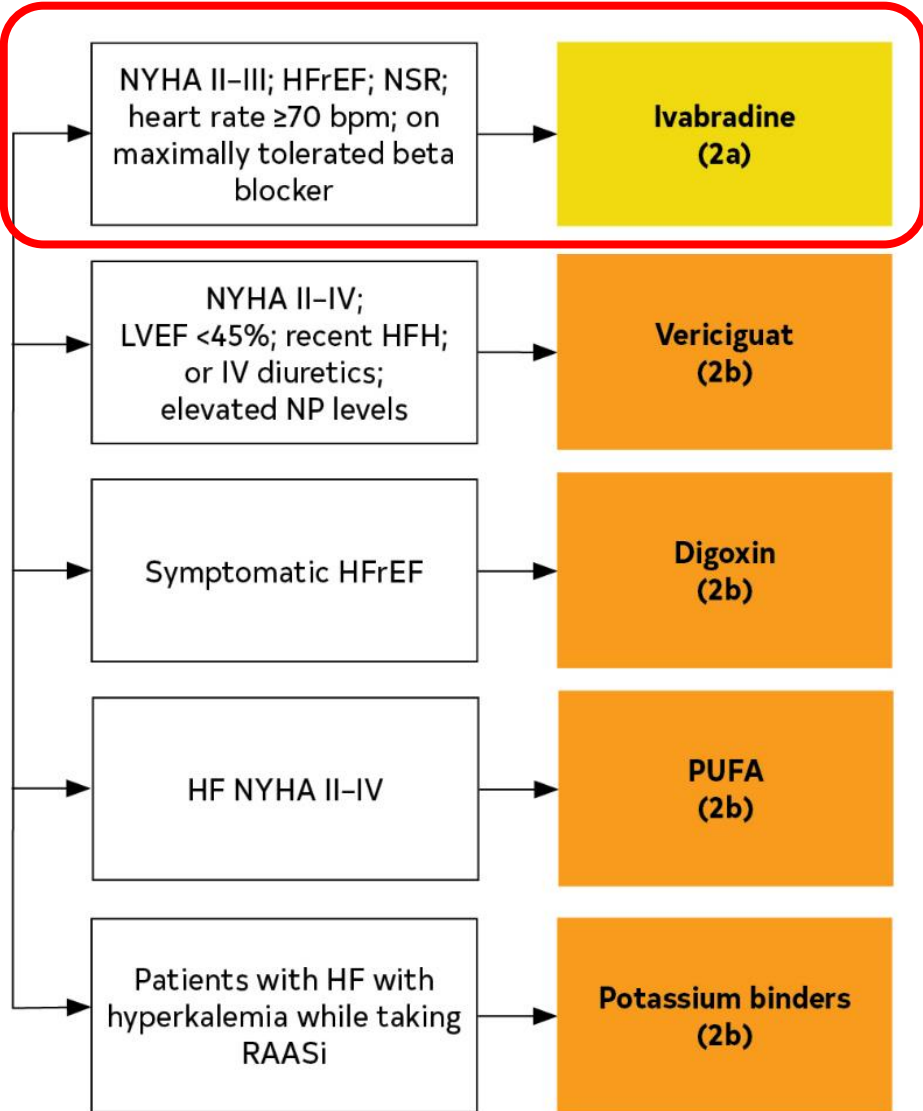 NYHA II–III; HFrEF; NSR;
heart rate ≥70 bpm; on
maximally tolerated beta
blocker
Ivabradine
(2a)
NYHA II–IV;
LVEF <45%; recent HFH;
or IV diuretics;
elevated NP levels
Vericiguat
(2b)
Symptomatic HFrEF
Digoxin
(2b)
HF NYHA II–IV
PUFA
(2b)
Patients with HF with
hyperkalemia while taking
RAASi
Potassium binders
(2b)